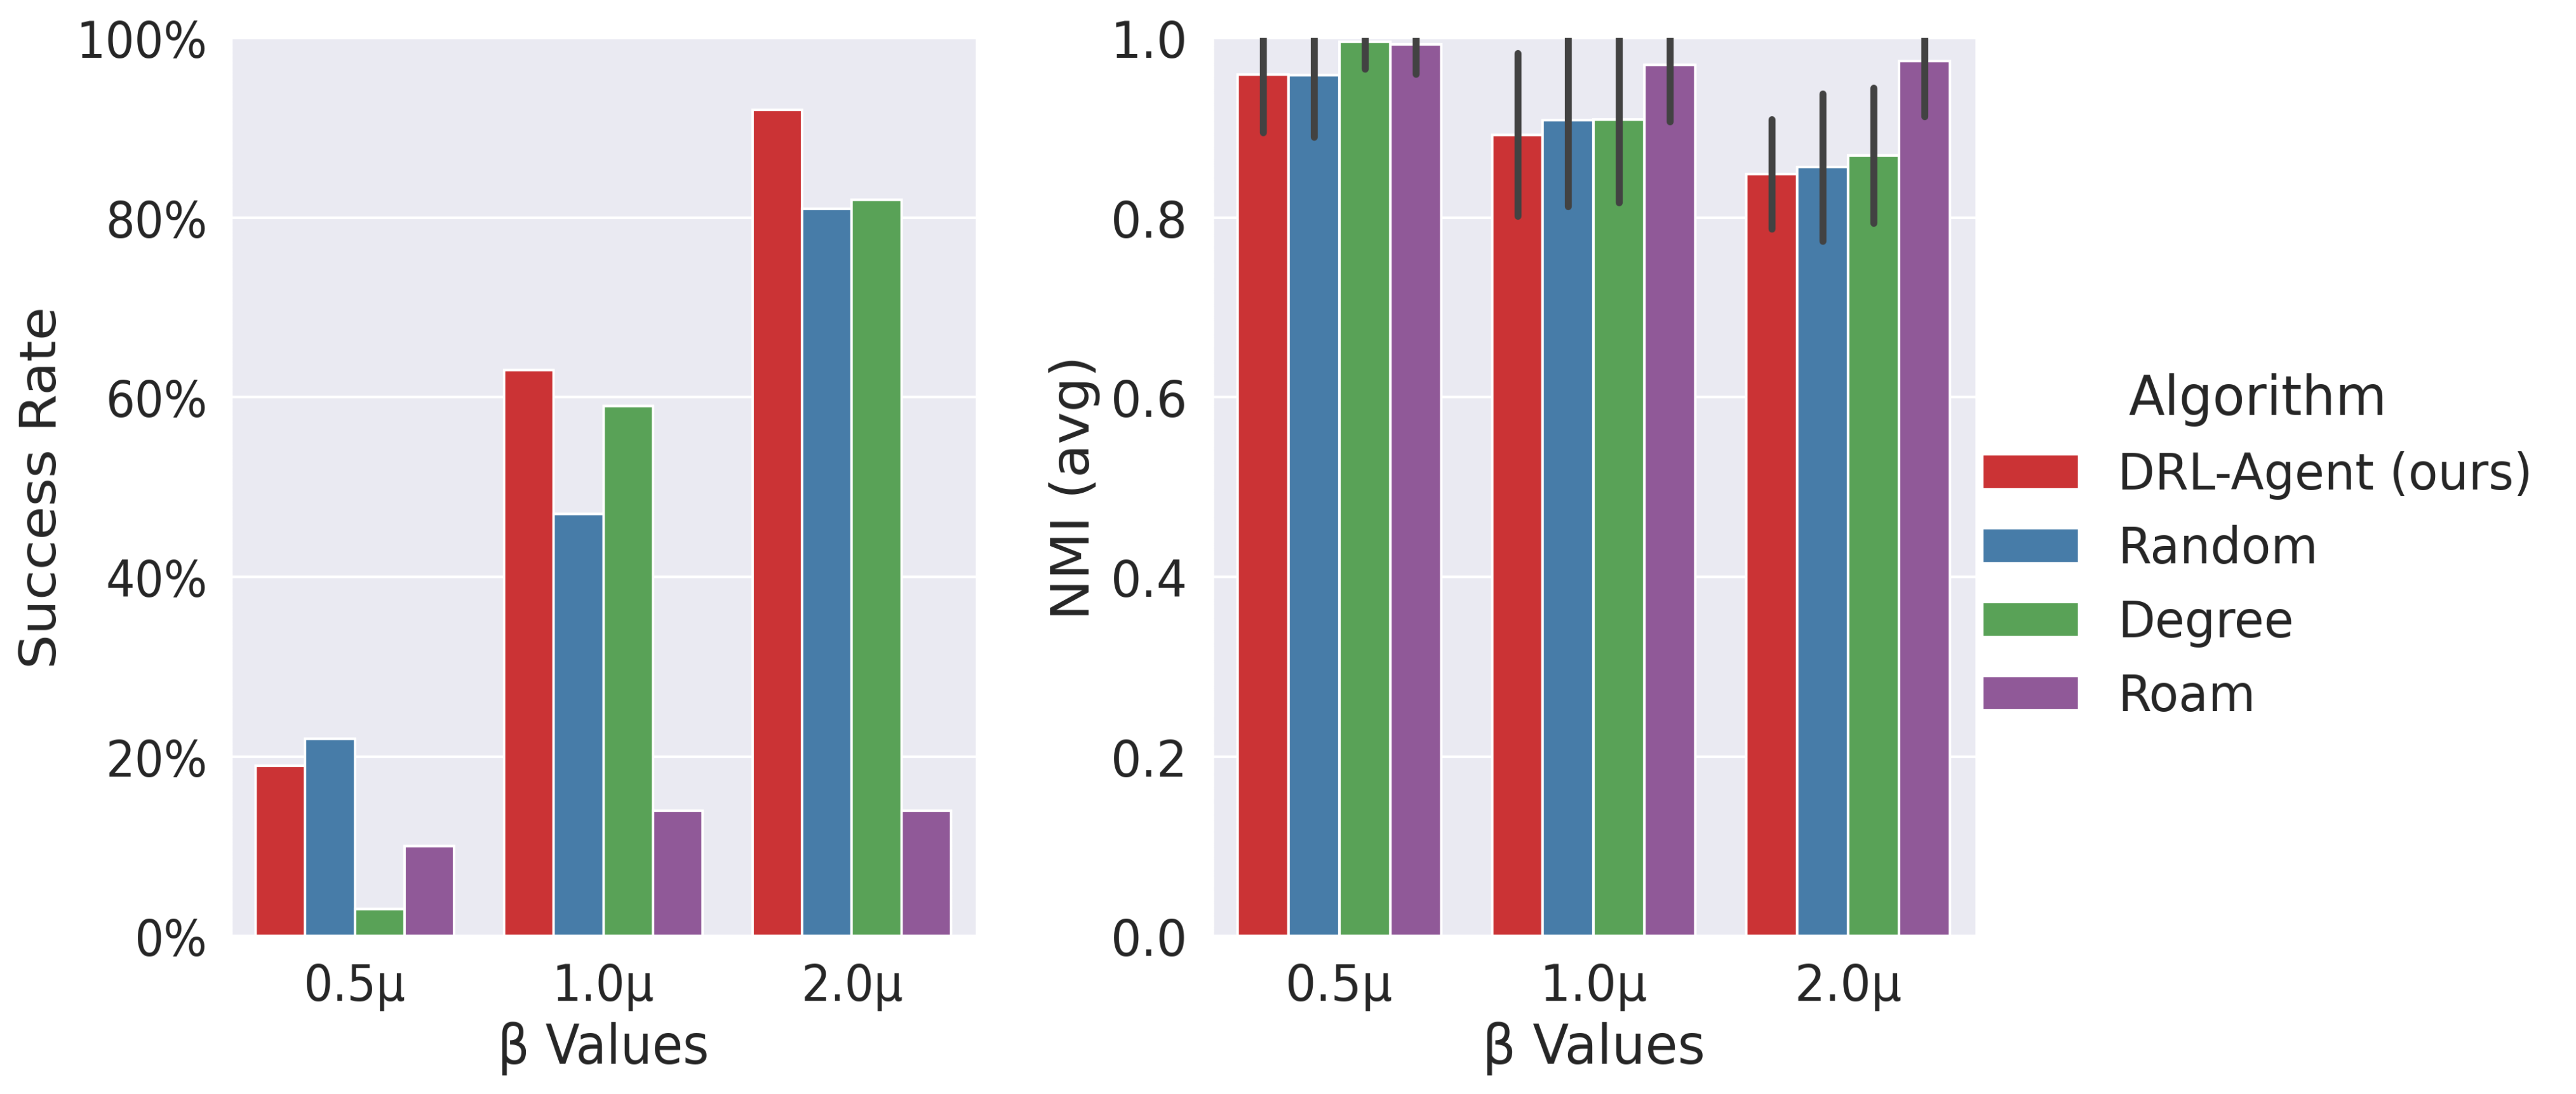 100%
80%
60%
40%
20%
0%
Success Rate
0.5μ 1.0μ 2.0μ
β Values
1.0
0.8
0.6
0.4
0.2
0.0
NMI (avg)
0.5μ 1.0μ 2.0μ
β Values
Algorithm
DRL-Agent (ours)
Random
Degree
Roam